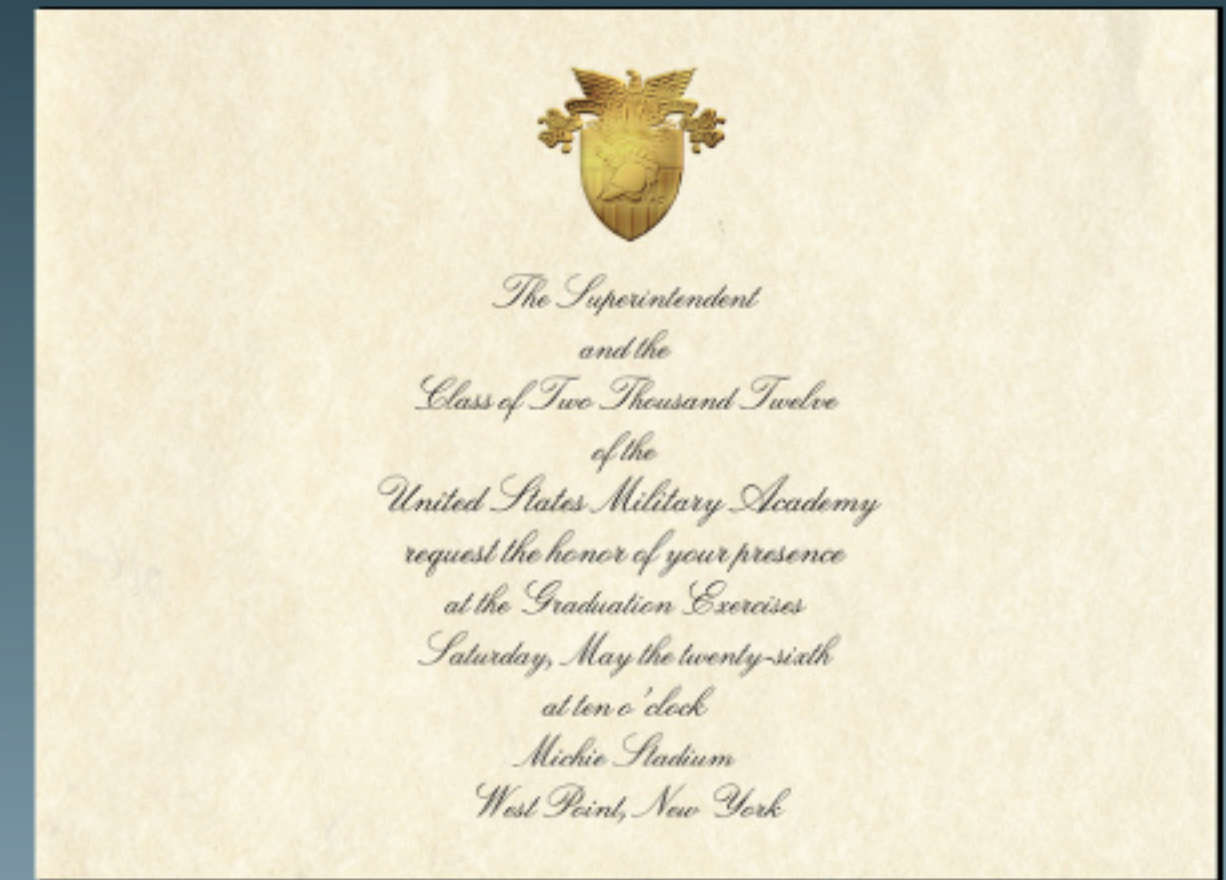 The Superintendent
and the
Class of Two Thousand Twelve
of the
United States Military Academy
request the honor of your presence
at the Graduation Exercises
Saturday, May the twenty-sixth
at ten o'clock
Michie Stadium
West Point, New York